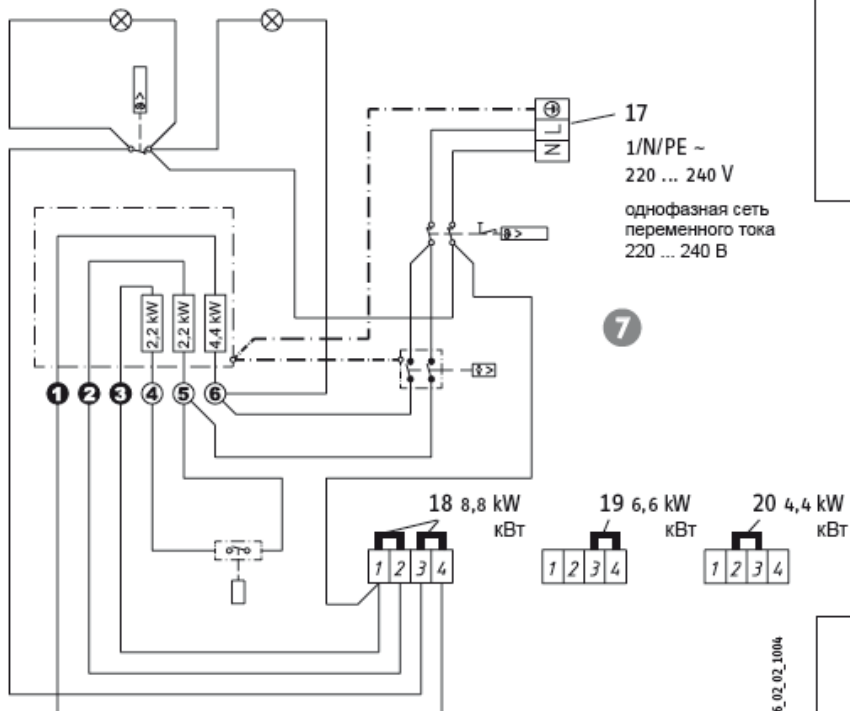 17
L
N
1/N/PE ~
220 ... 240 V
однофазная сеть
переменного тока
220 ... 240 В
7
2,2 kW
2,2 kW
4,4 kW
1 2 3 4 5 6
18 8,8 kW
кВт
19 6,6 kW
кВт
20 4,4 kW
кВт
1 2 3 4
1 2 3 4
1 2 3 4
6_02_02_1004